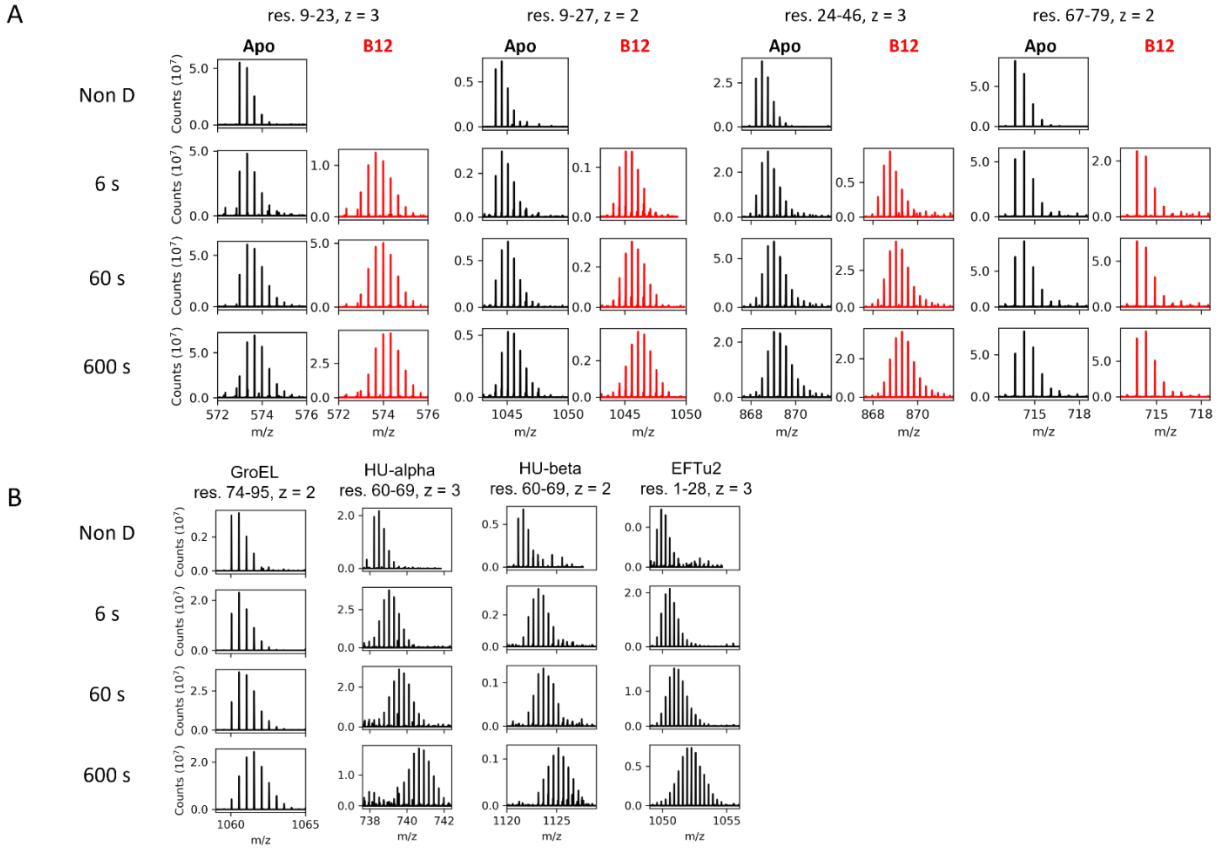 A
res. 9-23, z = 3
res. 9-27, z = 2
res. 24-46, z = 3
res. 67-79, z = 2
Apo
B12
Apo
B12
Apo
B12
Apo
B12
Non D
Counts (10⁷)
5.0
0.0
0.5
0.0
2.5
0.0
5.0
0.0
6 s
Counts (10⁷)
5.0
0.0
1.0
0.0
0.2
0.0
0.1
0.0
2.0
0.0
0.5
0.0
5.0
0.0
2.0
0.0
60 s
Counts (10⁷)
5.0
0.0
5.0
0.0
0.5
0.0
0.2
0.0
5.0
0.0
2.5
0.0
5.0
0.0
5.0
0.0
600 s
Counts (10⁷)
5.0
0.0
2.5
0.0
0.5
0.0
0.2
0.0
2.0
0.0
2.0
0.0
5.0
0.0
5.0
0.0
572 574 576
572 574 576
1045 1050
1045 1050
868 870
868 870
715 718
715 718
m/z
m/z
m/z
m/z
m/z
m/z
m/z
m/z
B
GroEL
res. 74-95, z = 2
HU-alpha
res. 60-69, z = 3
HU-beta
res. 60-69, z = 2
EFTu2
res. 1-28, z = 3
Non D
Counts (10⁷)
0.2
0.0
2.0
0.0
0.5
0.0
0.0
0.0
6 s
Counts (10⁷)
2.0
0.0
2.5
0.0
0.2
0.0
2.0
0.0
60 s
Counts (10⁷)
2.5
0.0
2.0
0.0
0.1
0.0
1.0
0.0
600 s
Counts (10⁷)
2.0
0.0
1.0
0.0
0.1
0.0
0.5
0.0
1060 1065
738 740 742
1120 1125
1050 1055
m/z
m/z
m/z
m/z